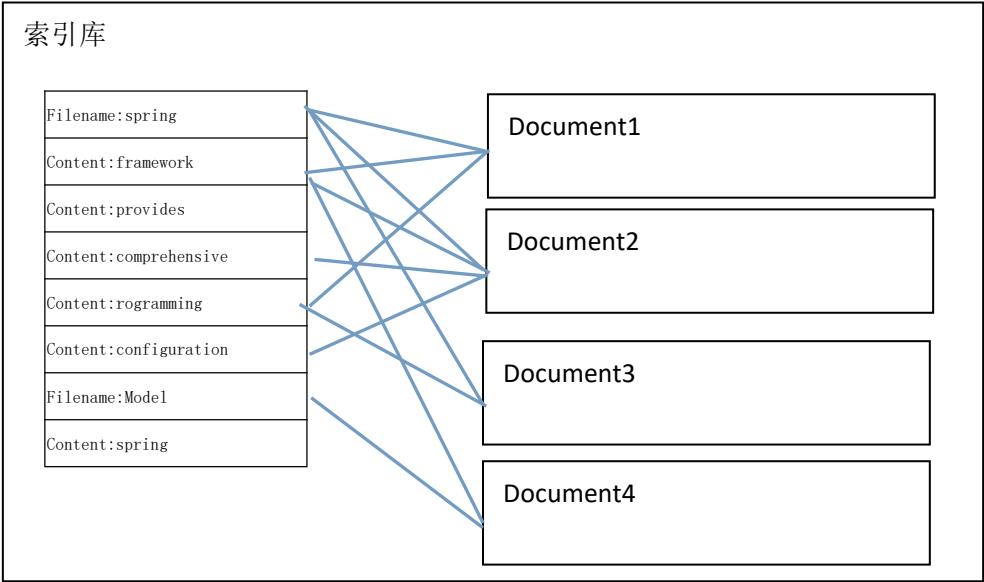 索引库
Filename:spring
Content:framework
Content:provides
Content:comprehensive
Content:rogramming
Content:configuration
Filename:Model
Content:spring
Document1
Document2
Document3
Document4